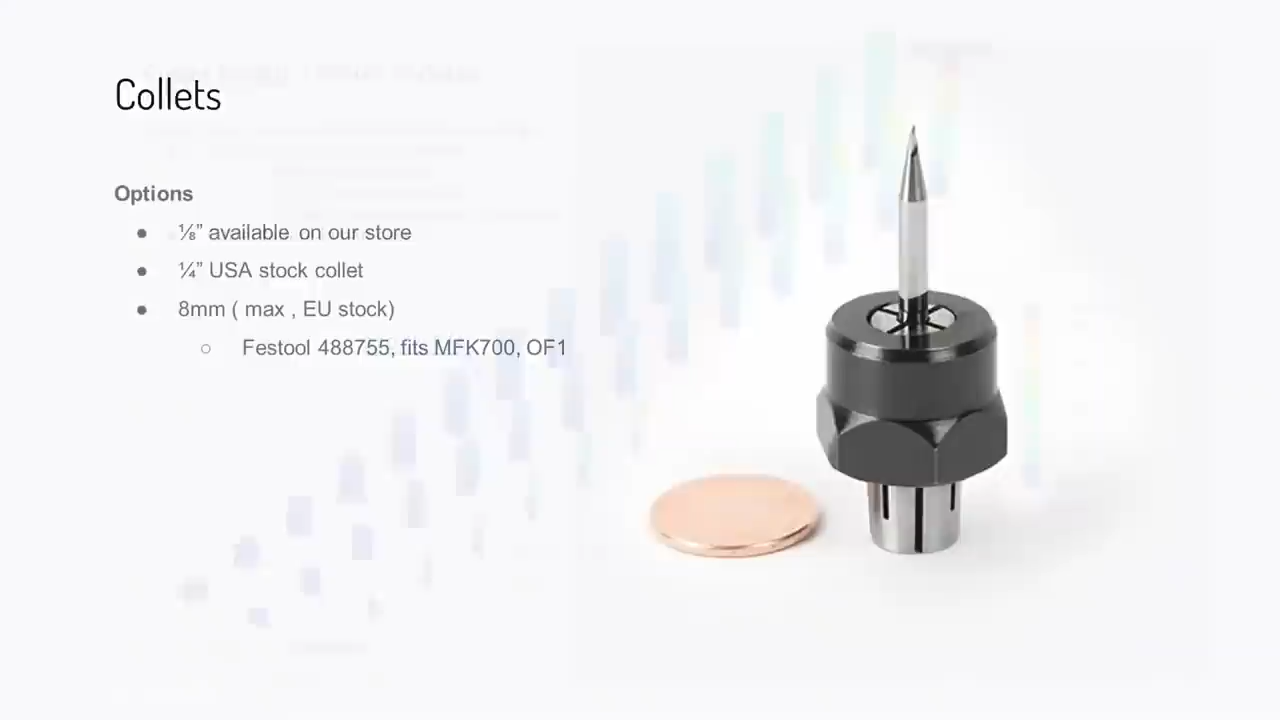 Collets
Options
● ⅛” available on our store
● ¼” USA stock collet
● 8mm ( max , EU stock)
○ Festool 488755, fits MFK700, OF1